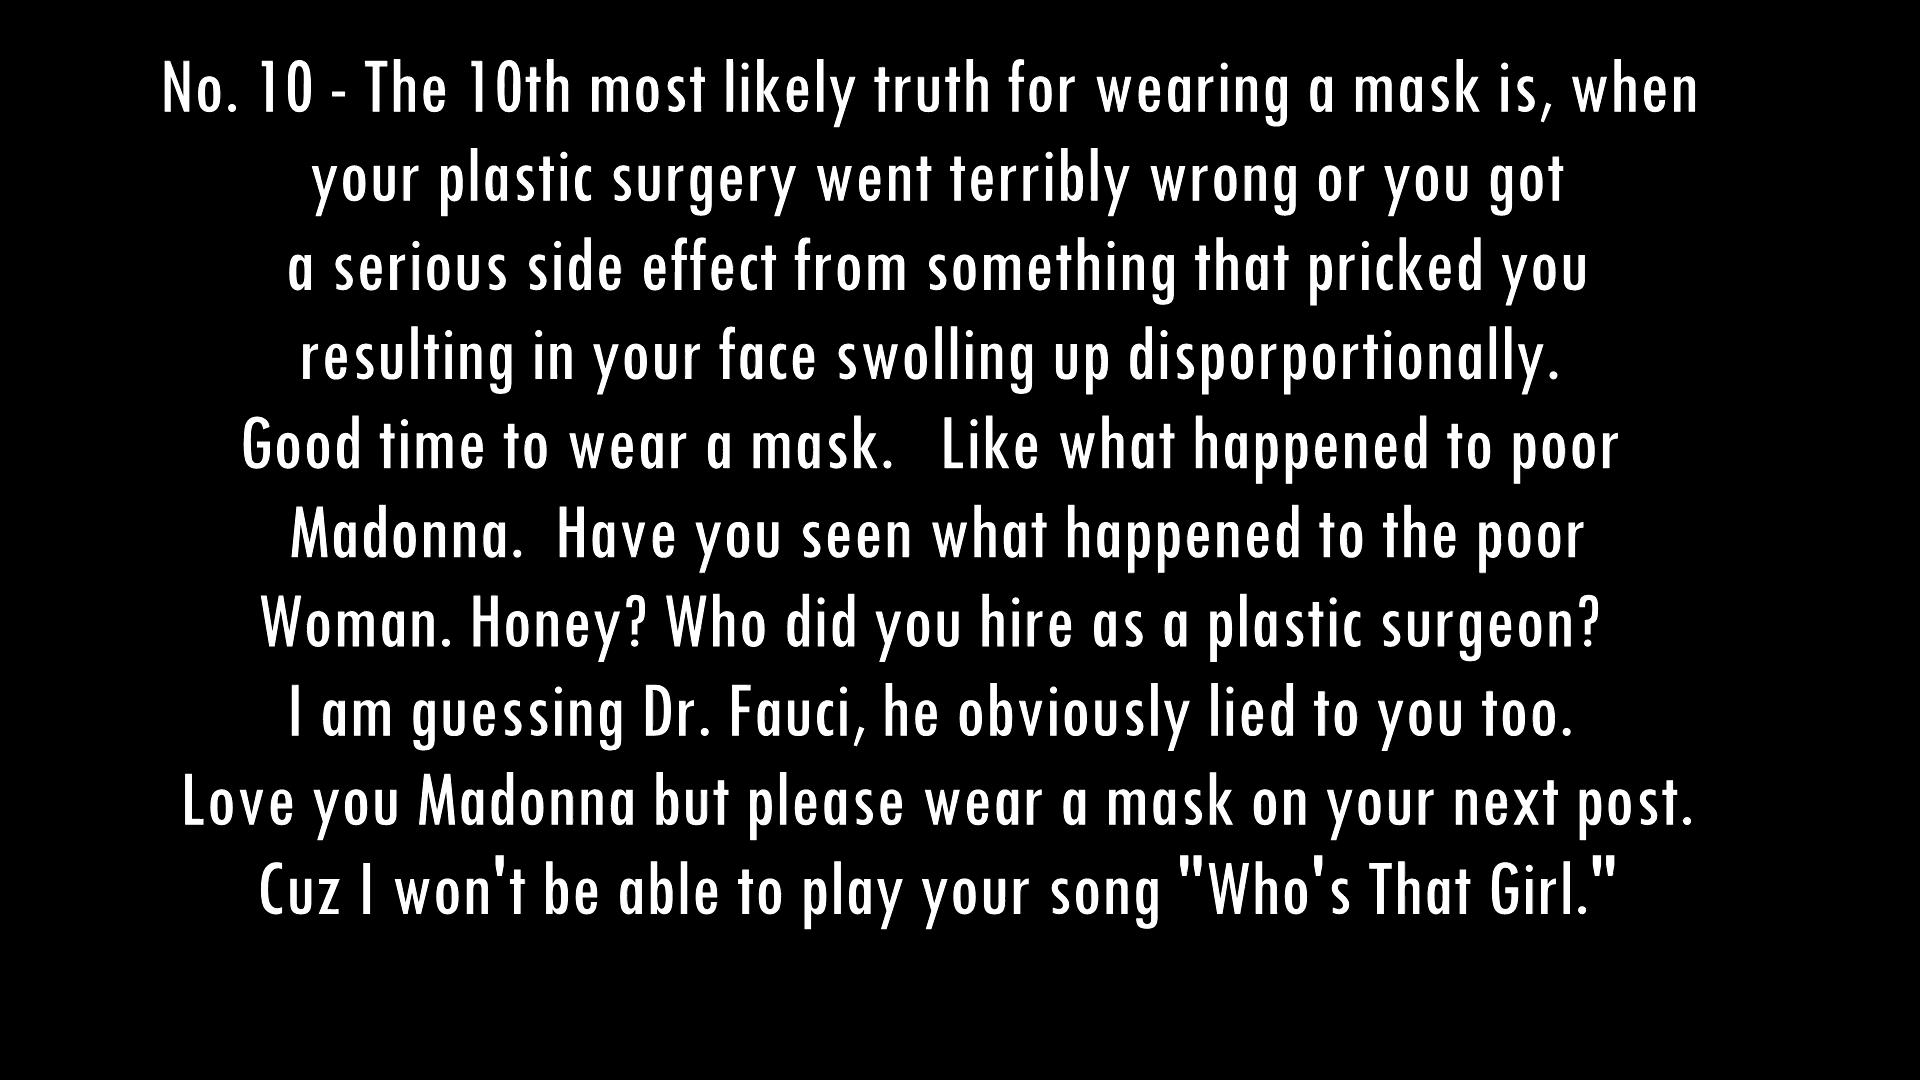 No. 10 - The 10th most likely truth for wearing a mask is, when
your plastic surgery went terribly wrong or you got
a serious side effect from something that pricked you
resulting in your face swolling up disporportionally.
Good time to wear a mask.   Like what happened to poor
Madonna.  Have you seen what happened to the poor
Woman. Honey? Who did you hire as a plastic surgeon?
I am guessing Dr. Fauci, he obviously lied to you too.
Love you Madonna but please wear a mask on your next post.
Cuz I won't be able to play your song "Who's That Girl."